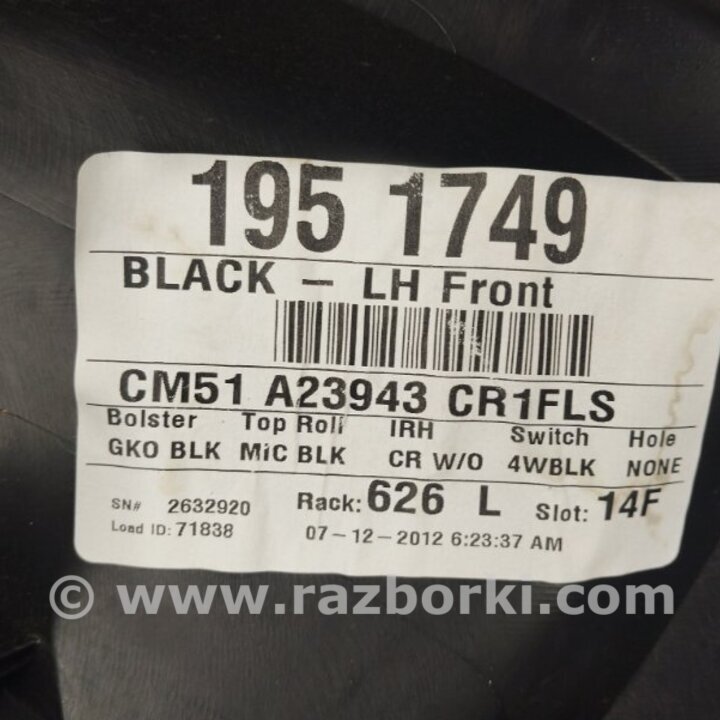 195 1749
BLACK - LH Front
CM51 A23943 CR1FLS
Bolster Top Roll IRH Switch Hole
GKO BLK MiC BLK CR W/O 4WBLK NONE
SN# 2632920 Rack: 626 L Slot: 14F
Load ID: 71838 07-12-2012 6:23:37 AM
© www.razborki.com